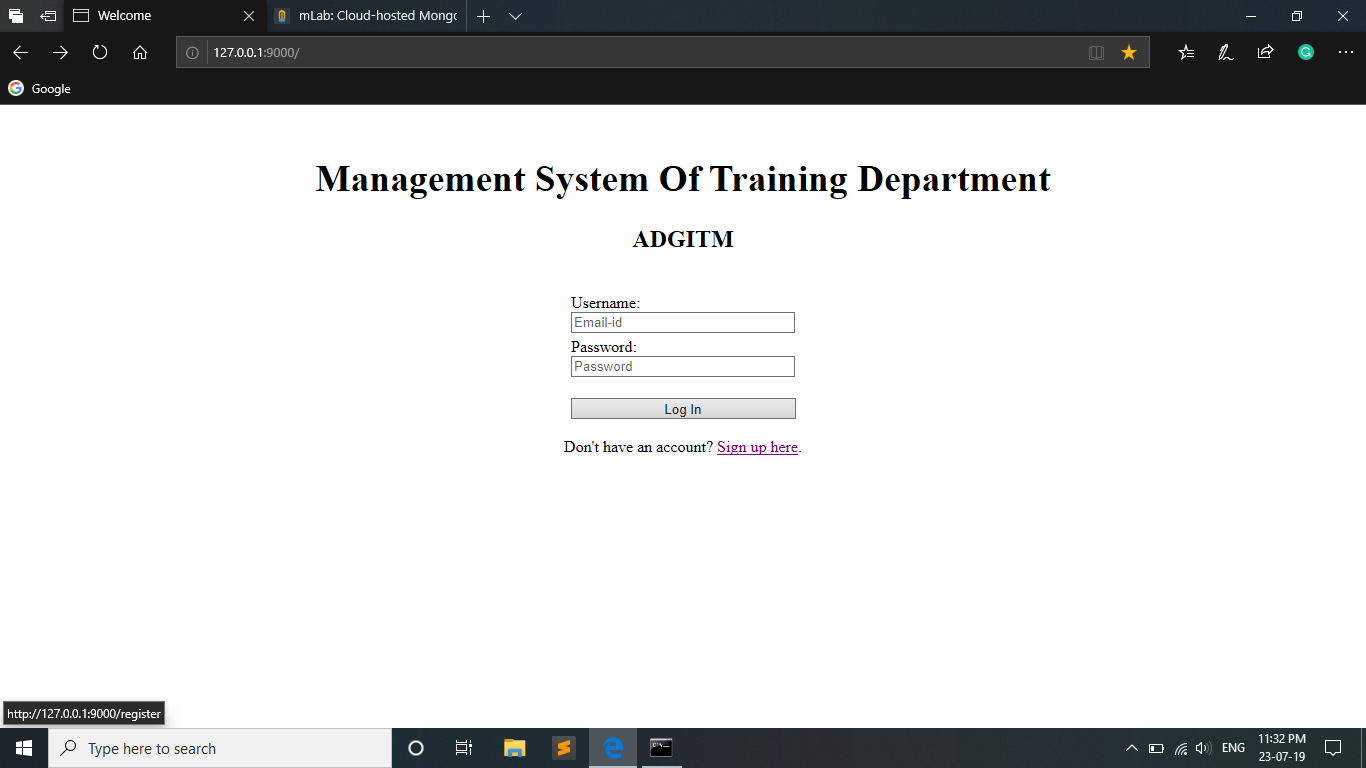 Welcome
mLab: Cloud-hosted Mongo
127.0.0.1:9000/
Google
Management System Of Training Department
ADGITM
Username:
Email-id
Password:
Password
Log In
Don't have an account? Sign up here.
http://127.0.0.1:9000/register
Type here to search
ENG
11:32 PM
23-07-19